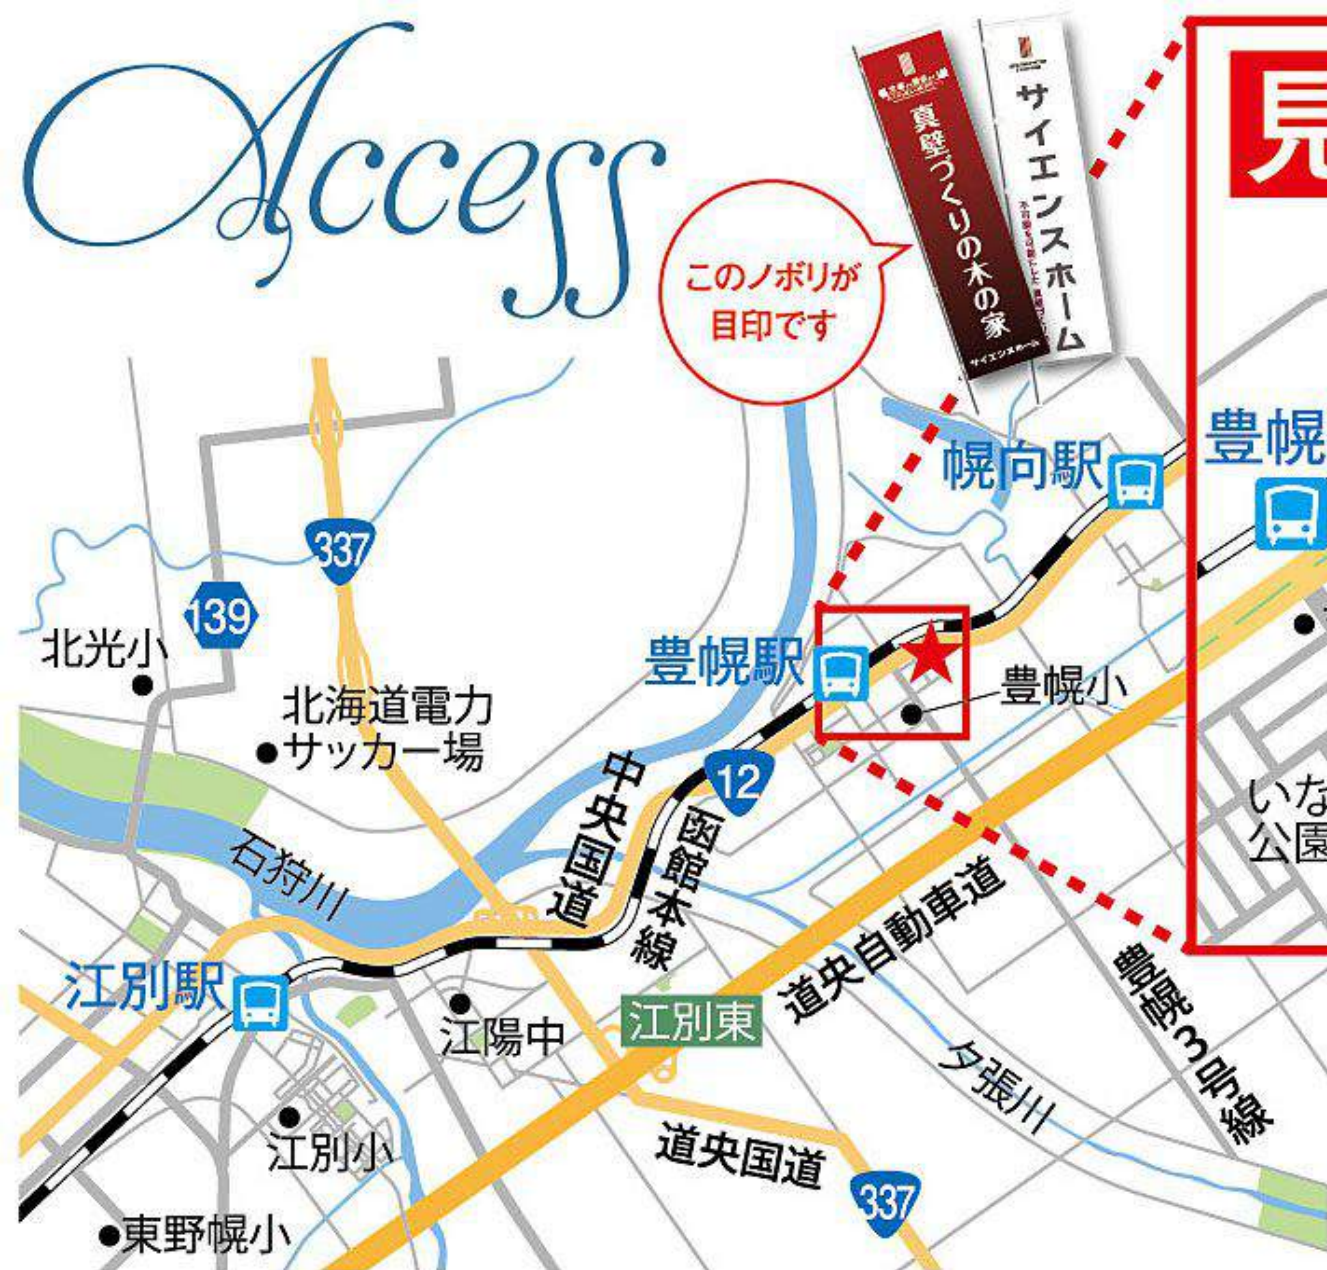 Access
真壁づくりの木の家
サイエンスホーム
サイエンスホーム
このノボリが
目印です
見
豊幌
幌向駅
337
139
北光小
豊幌駅
豊幌小
北海道電力
サッカー場
中央国道
12
函館本線
いな
公園
石狩川
道央自動車道
江別駅
江陽中
江別東
豊幌3号線
夕張川
江別小
道央国道
337
東野幌小